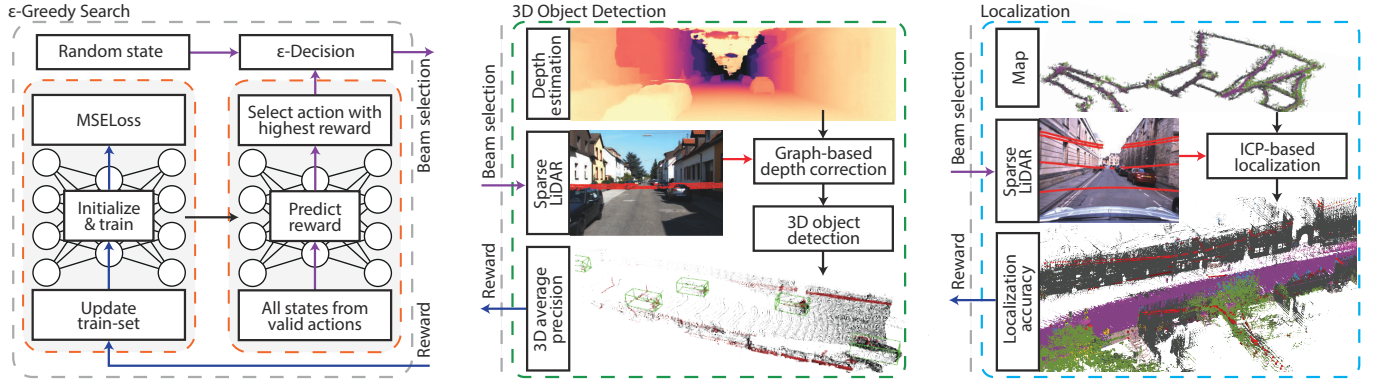 ε-Greedy Search
Random state
ε-Decision
MSELoss
Select action with
highest reward
Initialize
& train
Predict
reward
Update
train-set
All states from
valid actions
Beam selection
Reward
3D Object Detection
Beam selection
Reward
Depth
estimation
Sparse
LiDAR
Graph-based
depth correction
3D object
detection
3D average
precision
Localization
Beam selection
Reward
Map
Sparse
LiDAR
ICP-based
localization
Localization
accuracy